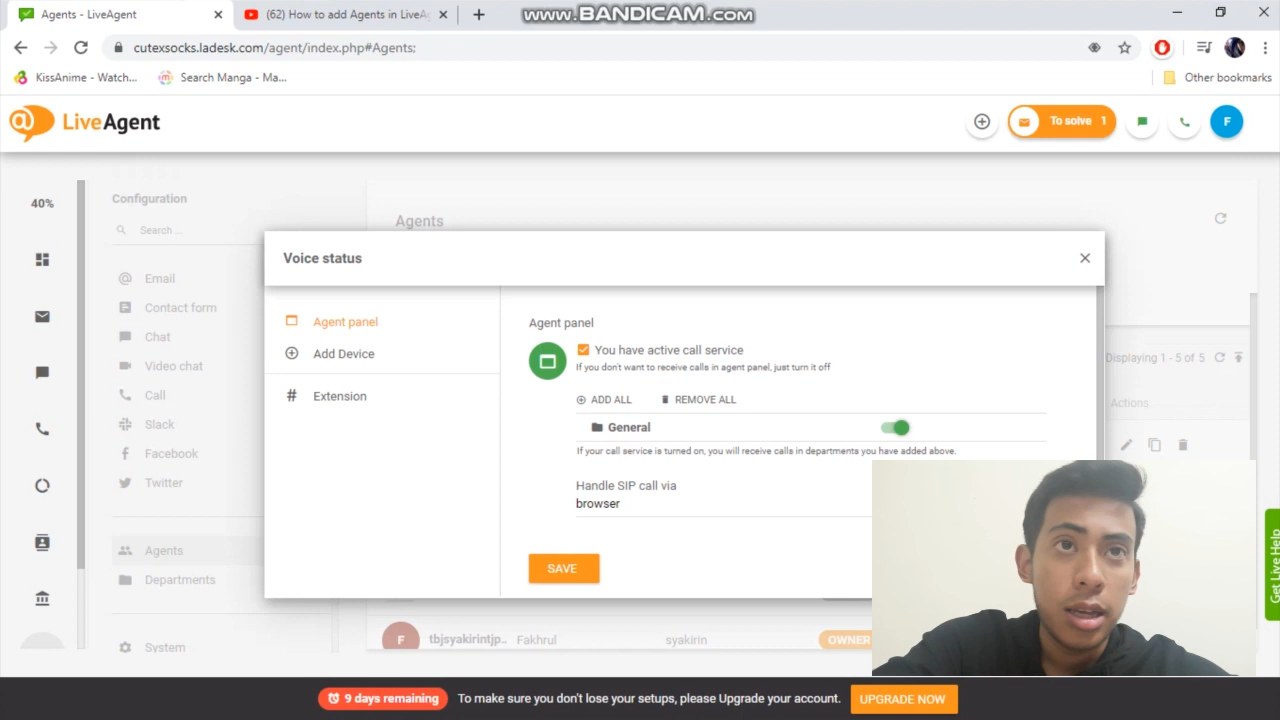 Agents - LiveAgent
(62) How to add Agents in LiveAg
www.BANDICAM.com
cutexsocks.ladesk.com/agent/index.php#Agents:
KissAnime - Watch...
Search Manga - Ma...
Other bookmarks
LiveAgent
To solve 1
F
40%
Configuration
Search ...
Agents
Email
Contact form
Chat
Video chat
Call
Slack
Facebook
Twitter
Agents
Departments
System
Voice status
Agent panel
Add Device
# Extension
Agent panel
You have active call service
If you don't want to receive calls in agent panel, just turn it off
ADD ALL REMOVE ALL
General
If your call service is turned on, you will receive calls in departments you have added above.
Handle SIP call via
browser
SAVE
Displaying 1 - 5 of 5
Actions
F tbjsyakirintjp.. Fakhrul syakirin OWNER
Get Live Help
9 days remaining To make sure you don't lose your setups, please Upgrade your account. UPGRADE NOW